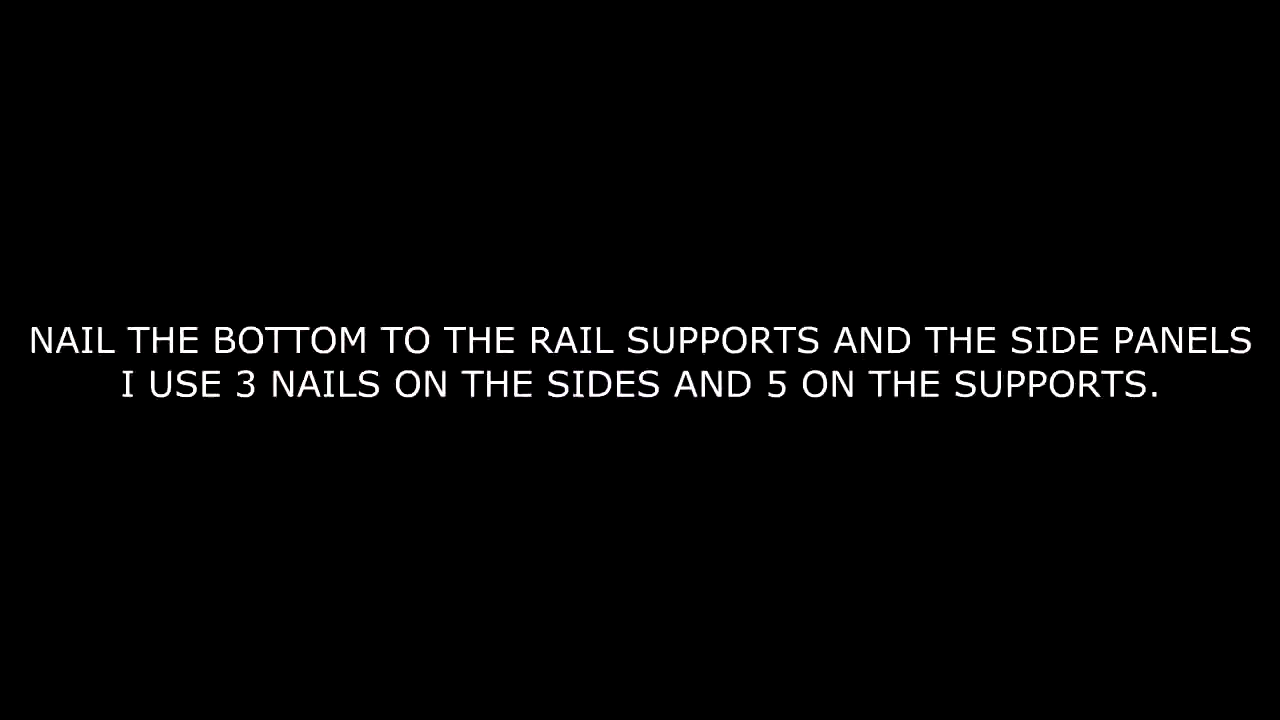 NAIL THE BOTTOM TO THE RAIL SUPPORTS AND THE SIDE PANELS
I USE 3 NAILS ON THE SIDES AND 5 ON THE SUPPORTS.